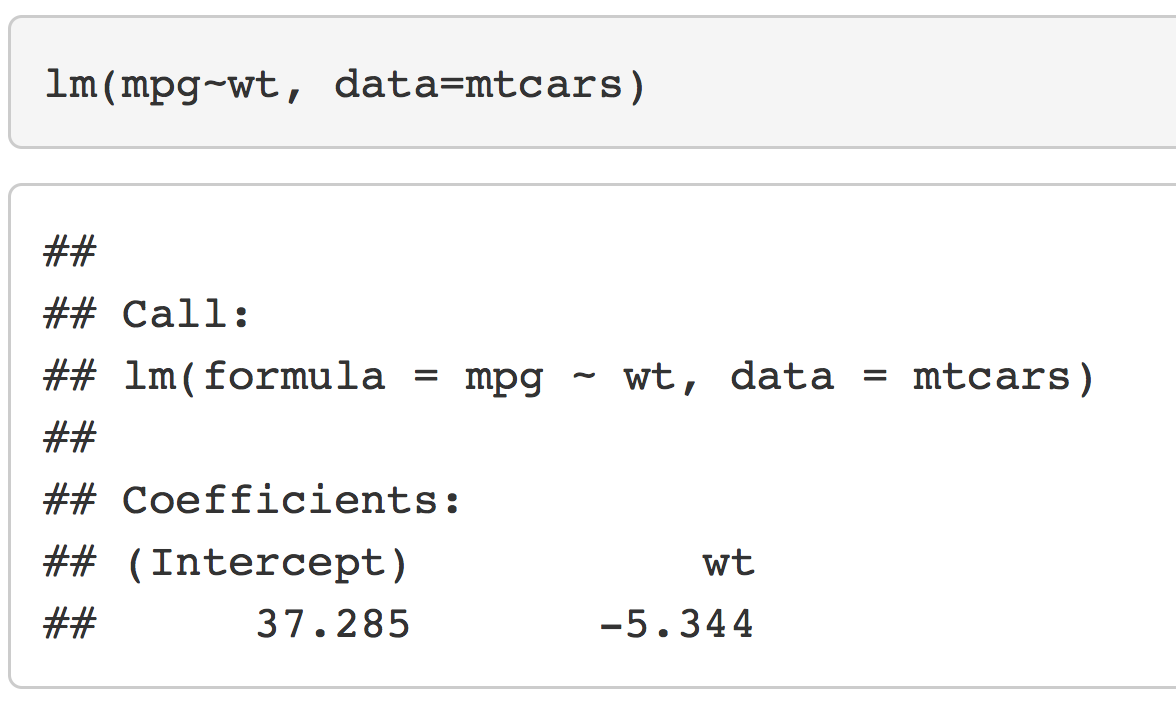 lm(mpg~wt, data=mtcars)
##
## Call:
## lm(formula = mpg ~ wt, data = mtcars)
##
## Coefficients:
## (Intercept)           wt
##      37.285       -5.344